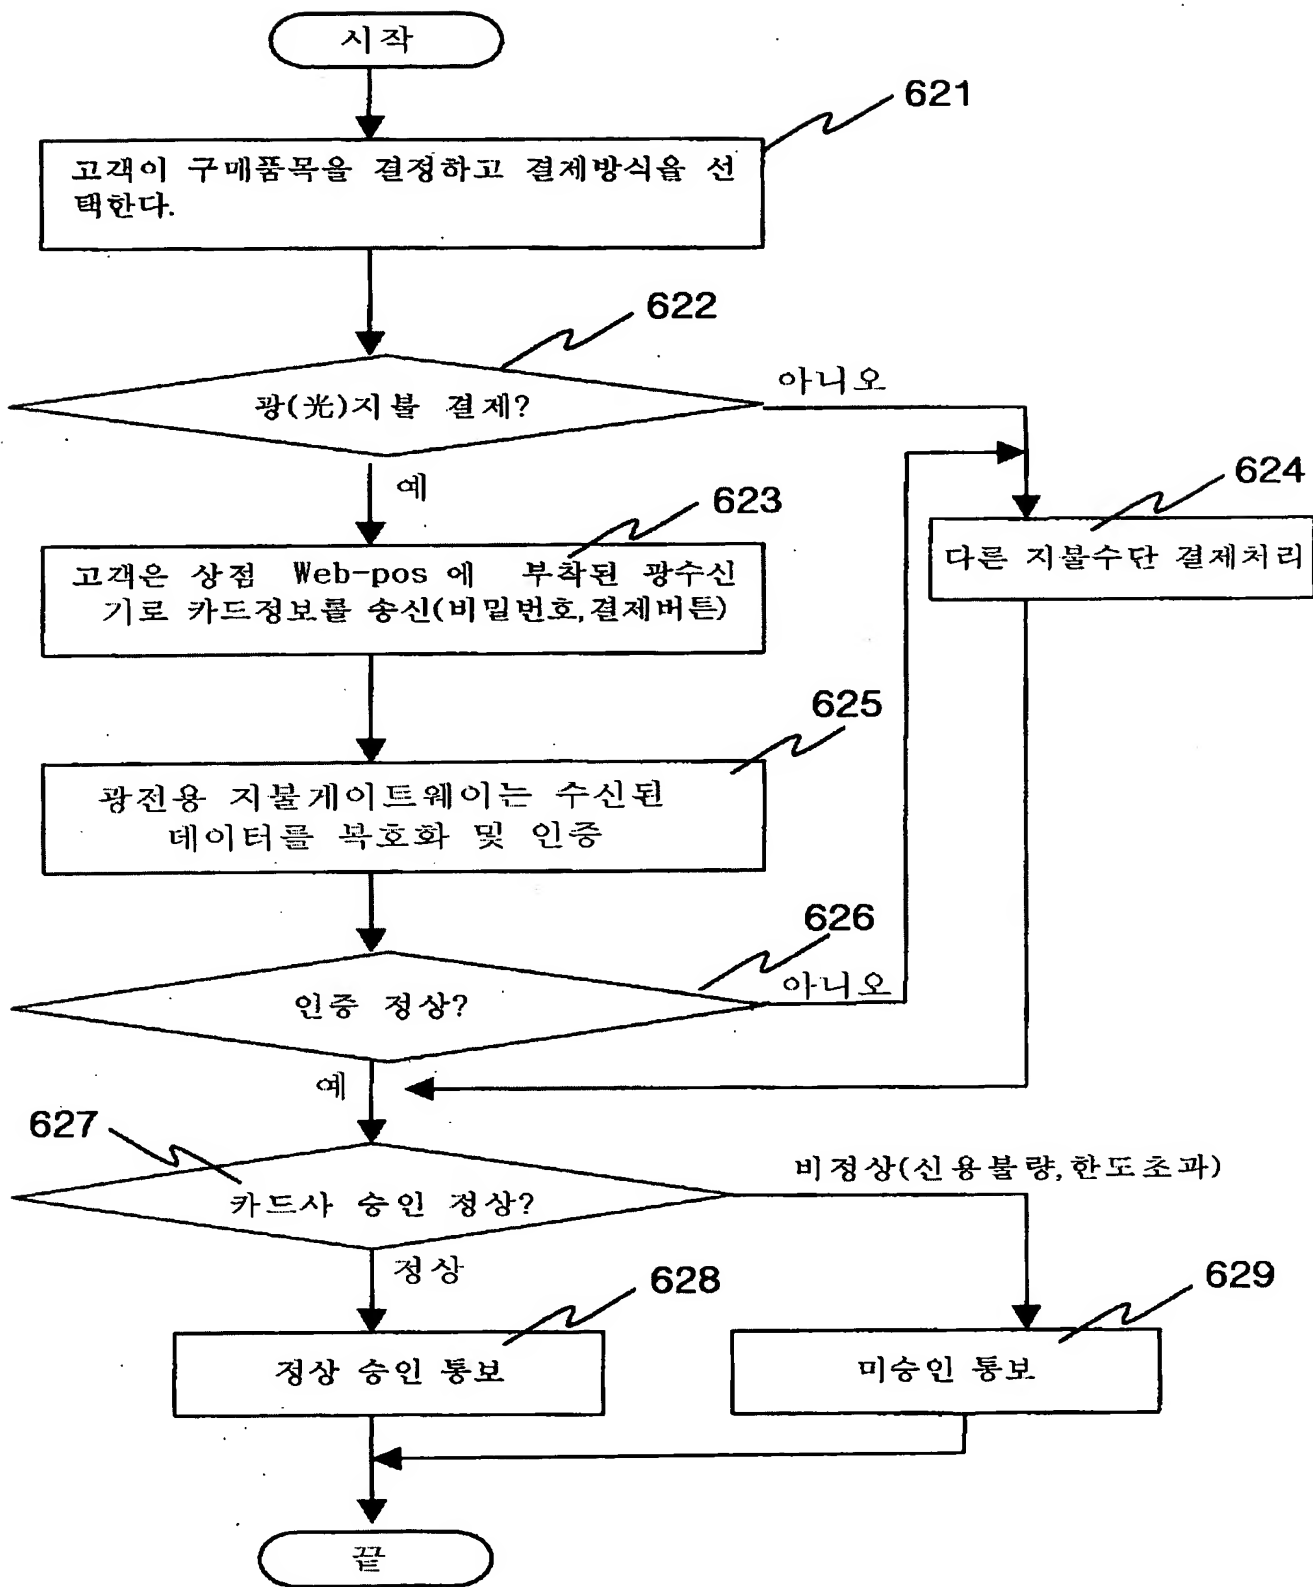 시작
621
고객이 구매품목을 결정하고 결제방식을 선
택한다.
622
광(光)지불 결제?
아니오
예
623
624
고객은 상점 Web-pos 에 부착된 광수신
기로 카드정보를 송신(비밀번호,결제버튼)
다른 지불수단 결제처리
625
광전용 지불게이트웨이는 수신된
데이터를 복호화 및 인증
626
인증 정상?
아니오
예
627
카드사 승인 정상?
비정상(신용불량,한도초과)
정상
628
629
정상 승인 통보
미승인 통보
끝